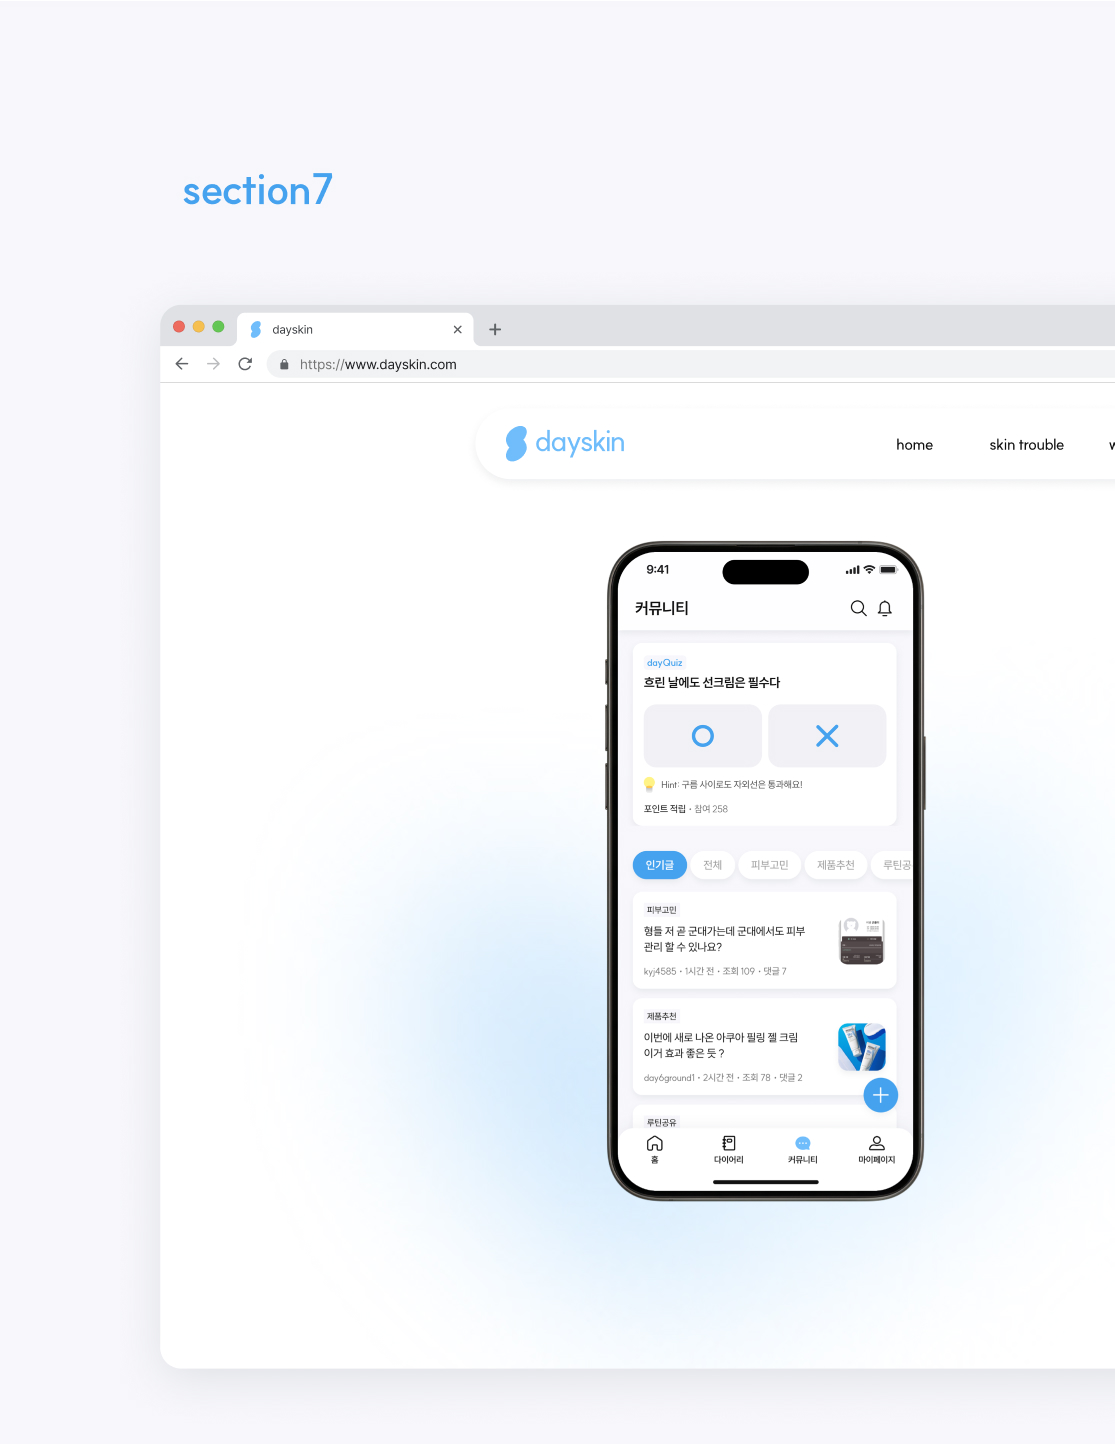 section7
dayskin
https://www.dayskin.com
dayskin
home
skin trouble
9:41
커뮤니티
dayQuiz
흐린 날에도 선크림은 필수다
Hint: 구름 사이로도 자외선은 통과해요!
포인트 적립 • 참여 258
인기글
전체
피부고민
제품추천
루틴공
피부고민
형들 저 곧 군대가는데 군대에서도 피부
관리 할 수 있나요?
kyj4585 • 1시간 전 • 조회 109 • 댓글 7
제품추천
이번에 새로 나온 아쿠아 필링 젤 크림
이거 효과 좋은 듯 ?
day6ground1 • 2시간 전 • 조회 78 • 댓글 2
루틴공유
홈
다이어리
커뮤니티
마이페이지